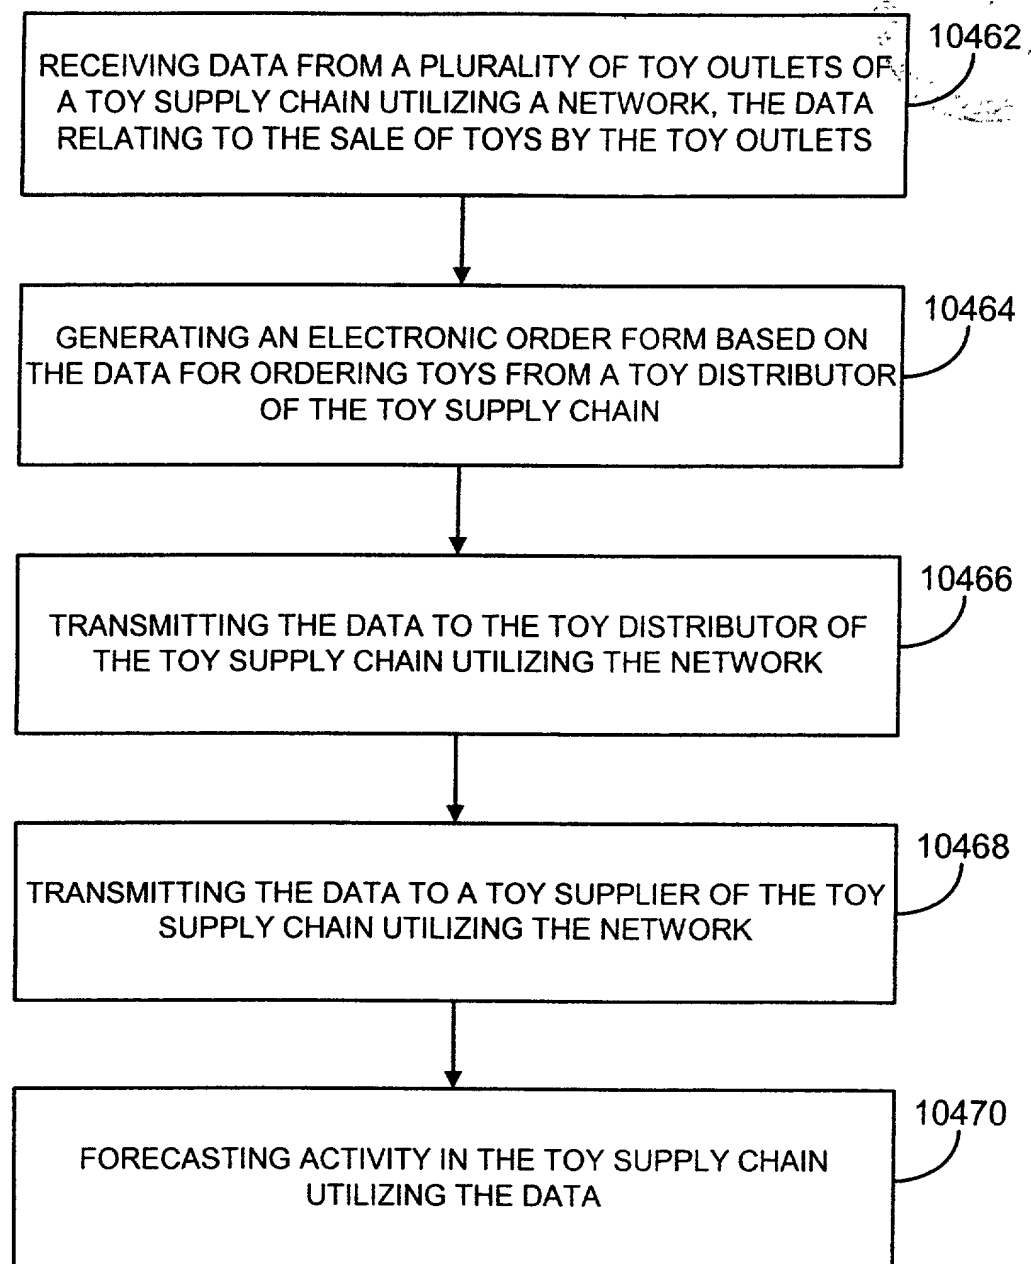 10462
RECEIVING DATA FROM A PLURALITY OF TOY OUTLETS OF
A TOY SUPPLY CHAIN UTILIZING A NETWORK, THE DATA
RELATING TO THE SALE OF TOYS BY THE TOY OUTLETS
10464
GENERATING AN ELECTRONIC ORDER FORM BASED ON
THE DATA FOR ORDERING TOYS FROM A TOY DISTRIBUTOR
OF THE TOY SUPPLY CHAIN
10466
TRANSMITTING THE DATA TO THE TOY DISTRIBUTOR OF
THE TOY SUPPLY CHAIN UTILIZING THE NETWORK
10468
TRANSMITTING THE DATA TO A TOY SUPPLIER OF THE TOY
SUPPLY CHAIN UTILIZING THE NETWORK
10470
FORECASTING ACTIVITY IN THE TOY SUPPLY CHAIN
UTILIZING THE DATA